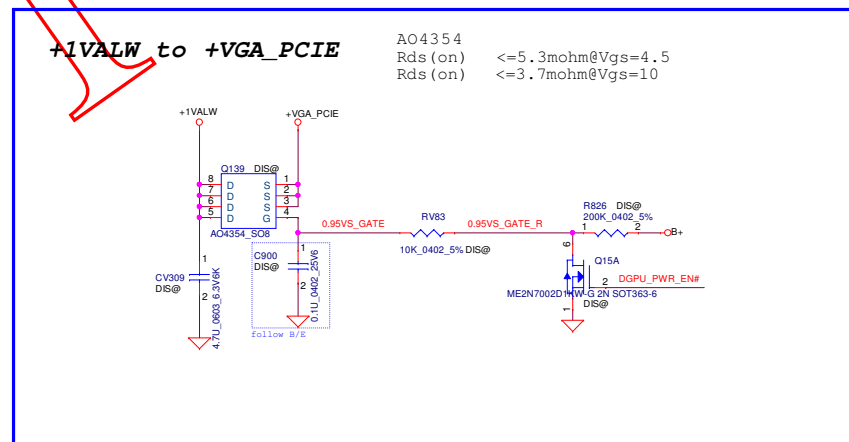 +1VALW to +VGA_PCIE
AO4354
Rds(on) <=5.3mohm@Vgs=4.5
Rds(on) <=3.7mohm@Vgs=10
+1VALW
+VGA_PCIE
Q139 DIS@
8 D S 1
7 D S 2
6 D S 3
5 D G 4
AO4354_SO8
0.95VS_GATE
RV83
10K_0402_5% DIS@
0.95VS_GATE_R
R826 DIS@
200K_0402_5%
1 2
B+
6
Q15A
2
DGPU_PWR_EN#
ME2N7002D1KW-G 2N SOT363-6
DIS@
1
C900
DIS@
1
2
0.1U_0402_25V6
follow B/E
CV309
DIS@
1
2
4.7U_0603_6.3V6K